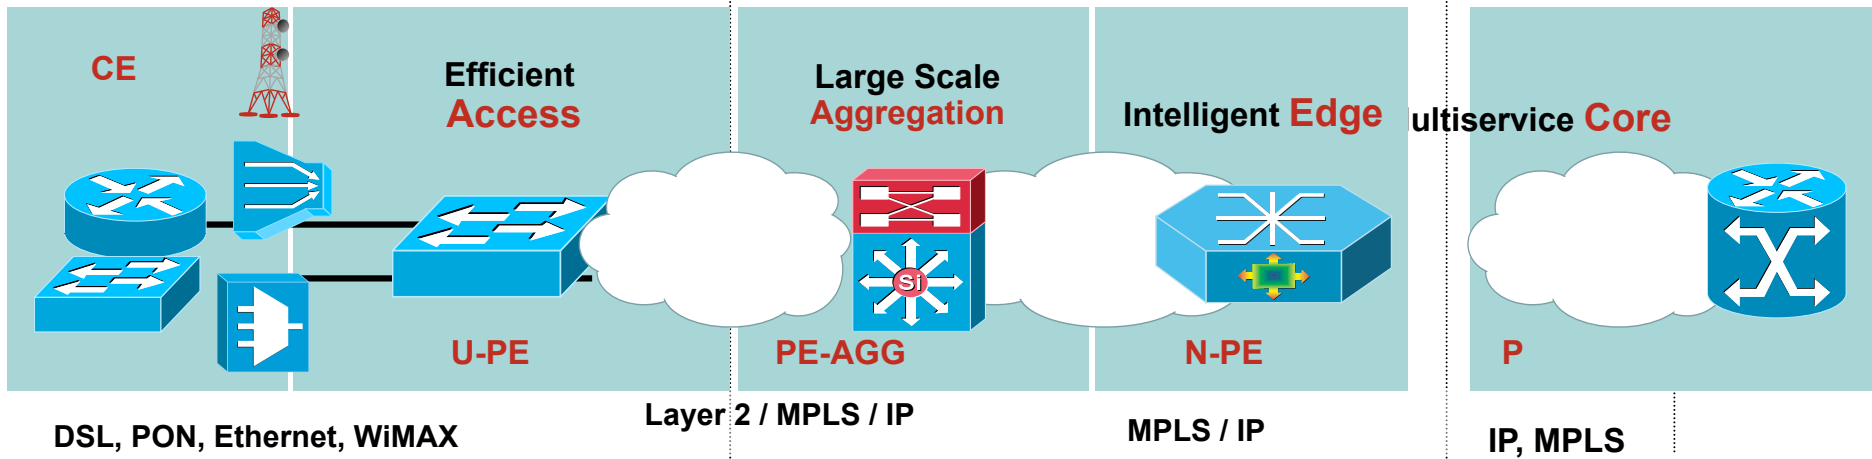 CE
Efficient
Access
Large Scale
Aggregation
Intelligent Edge
ultiservice Core
Si
U-PE
PE-AGG
N-PE
P
DSL, PON, Ethernet, WiMAX
Layer 2 / MPLS / IP
MPLS / IP
IP, MPLS